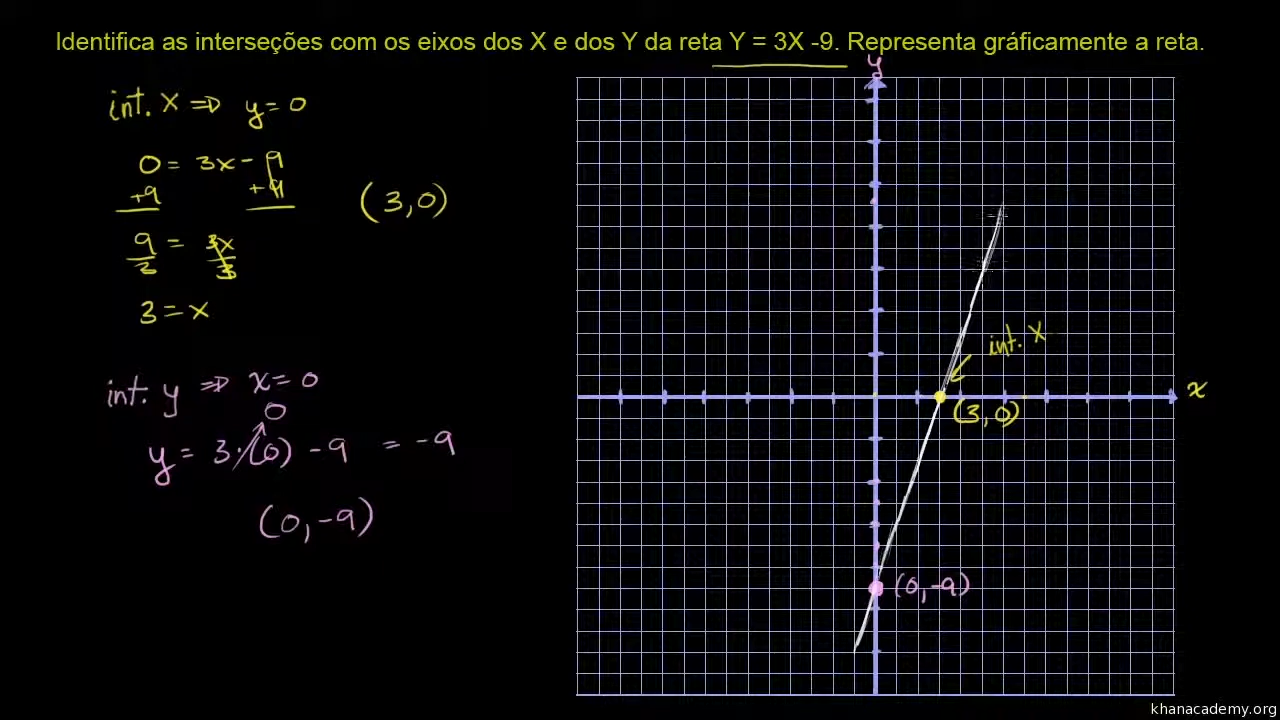 Identifica as interseções com os eixos dos X e dos Y da reta Y = 3X -9. Representa gráficamente a reta.
int. X ⇒ y = 0
0 = 3x - 9
+9 +9
9 = 3x
3 3
3 = x
(3,0)
int. y ⇒ x = 0
0
y = 3·(0) - 9 = -9
(0,-9)
y
int. X
x
(3,0)
(0,-9)
khanacademy.org